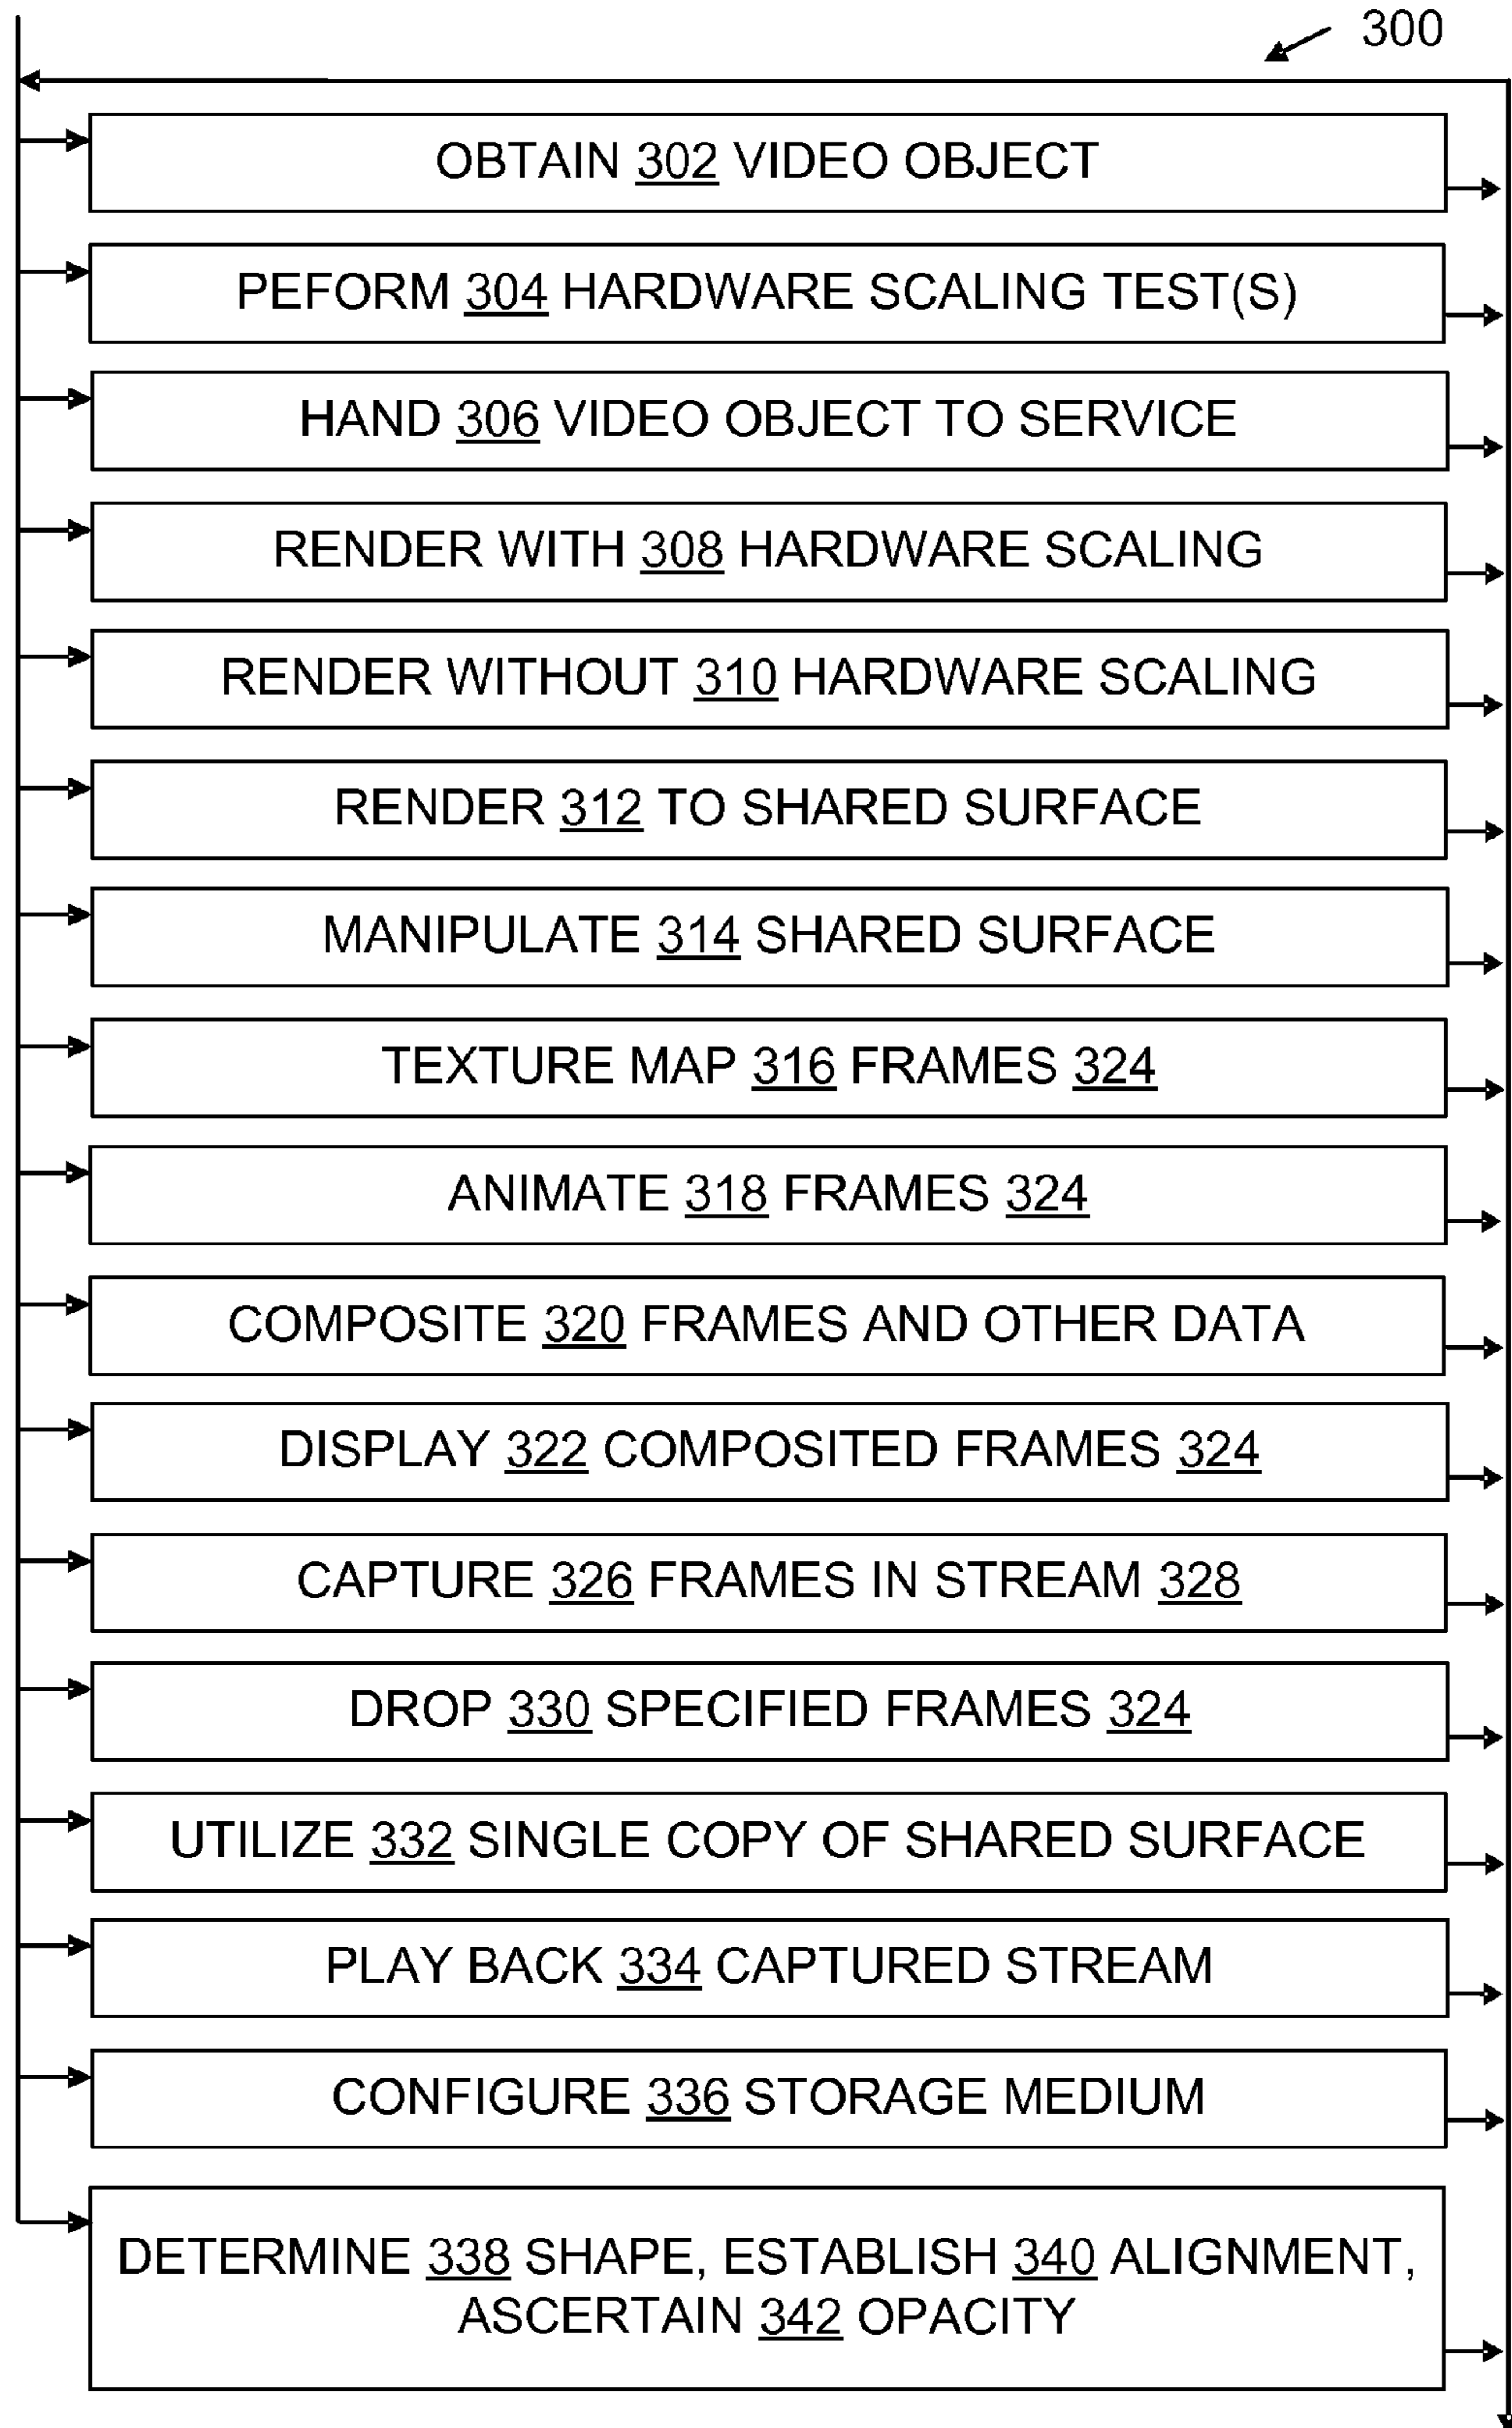 300
OBTAIN 302 VIDEO OBJECT
PEFORM 304 HARDWARE SCALING TEST(S)
HAND 306 VIDEO OBJECT TO SERVICE
RENDER WITH 308 HARDWARE SCALING
RENDER WITHOUT 310 HARDWARE SCALING
RENDER 312 TO SHARED SURFACE
MANIPULATE 314 SHARED SURFACE
TEXTURE MAP 316 FRAMES 324
ANIMATE 318 FRAMES 324
COMPOSITE 320 FRAMES AND OTHER DATA
DISPLAY 322 COMPOSITED FRAMES 324
CAPTURE 326 FRAMES IN STREAM 328
DROP 330 SPECIFIED FRAMES 324
UTILIZE 332 SINGLE COPY OF SHARED SURFACE
PLAY BACK 334 CAPTURED STREAM
CONFIGURE 336 STORAGE MEDIUM
DETERMINE 338 SHAPE, ESTABLISH 340 ALIGNMENT,
ASCERTAIN 342 OPACITY